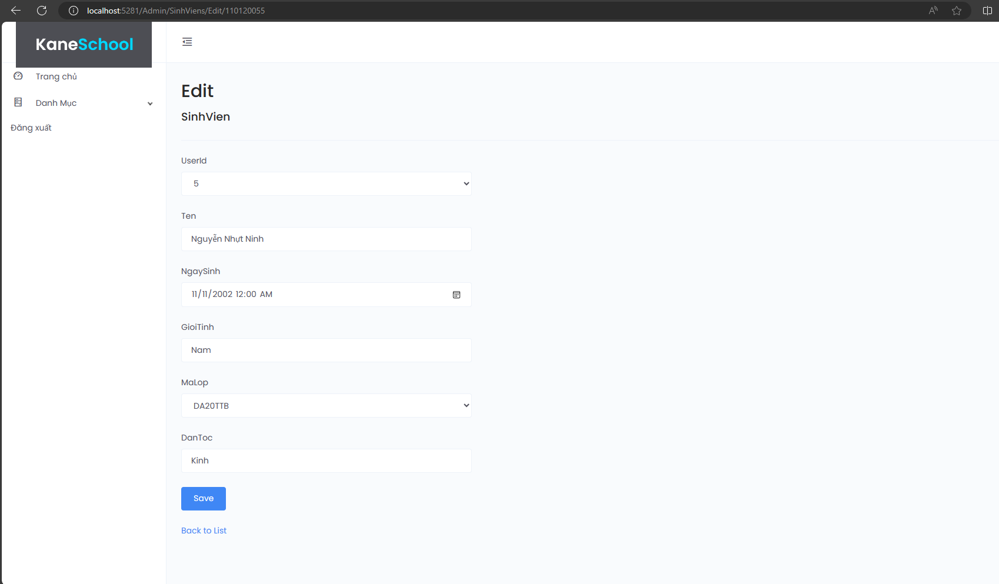 localhost:5281/Admin/SinhViens/Edit/110120055
KaneSchool
Trang chủ
Danh Mục
Đăng xuất
Edit
SinhVien
UserId
5
Ten
Nguyễn Nhựt Ninh
NgaySinh
11/11/2002 12:00 AM
GioiTinh
Nam
MaLop
DA20TTB
DanToc
Kinh
Save
Back to List